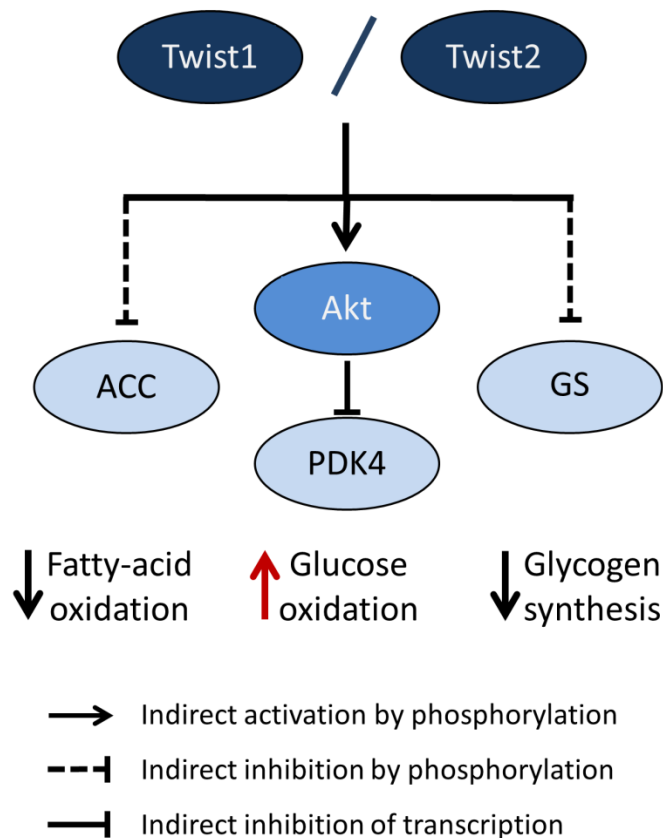 Twist1 / Twist2
Akt
ACC
GS
PDK4
Fatty-acid
oxidation
Glucose
oxidation
Glycogen
synthesis
Indirect activation by phosphorylation
Indirect inhibition by phosphorylation
Indirect inhibition of transcription